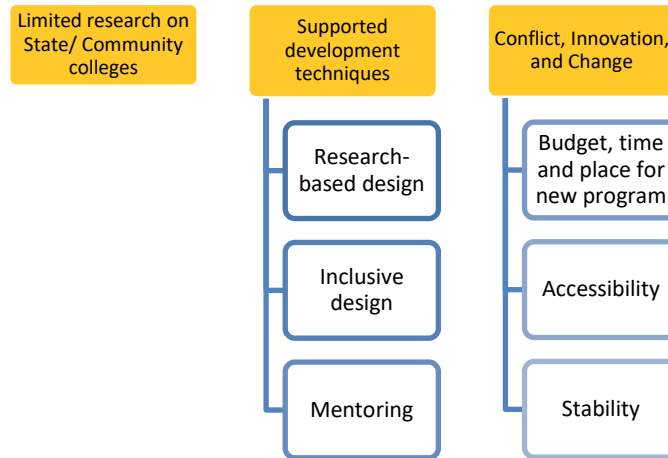 Limited research on
State/ Community
colleges
Supported
development
techniques
Research-
based design
Inclusive
design
Mentoring
Conflict, Innovation,
and Change
Budget, time
and place for
new program
Accessibility
Stability